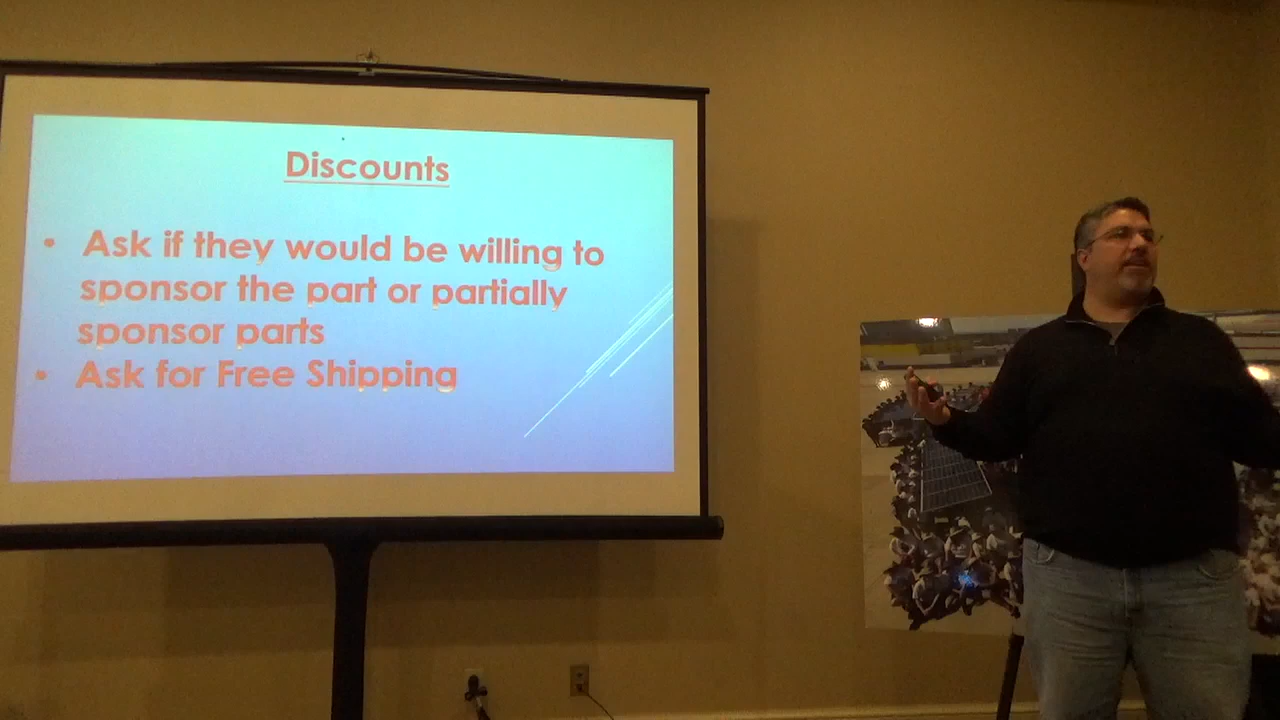 Discounts
• Ask if they would be willing to
sponsor the part or partially
sponsor parts
• Ask for Free Shipping